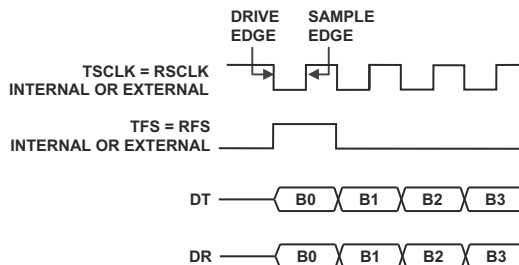 DRIVE EDGE
SAMPLE EDGE
TSCLK = RSCLK
INTERNAL OR EXTERNAL
TFS = RFS
INTERNAL OR EXTERNAL
DT B0 B1 B2 B3
DR B0 B1 B2 B3